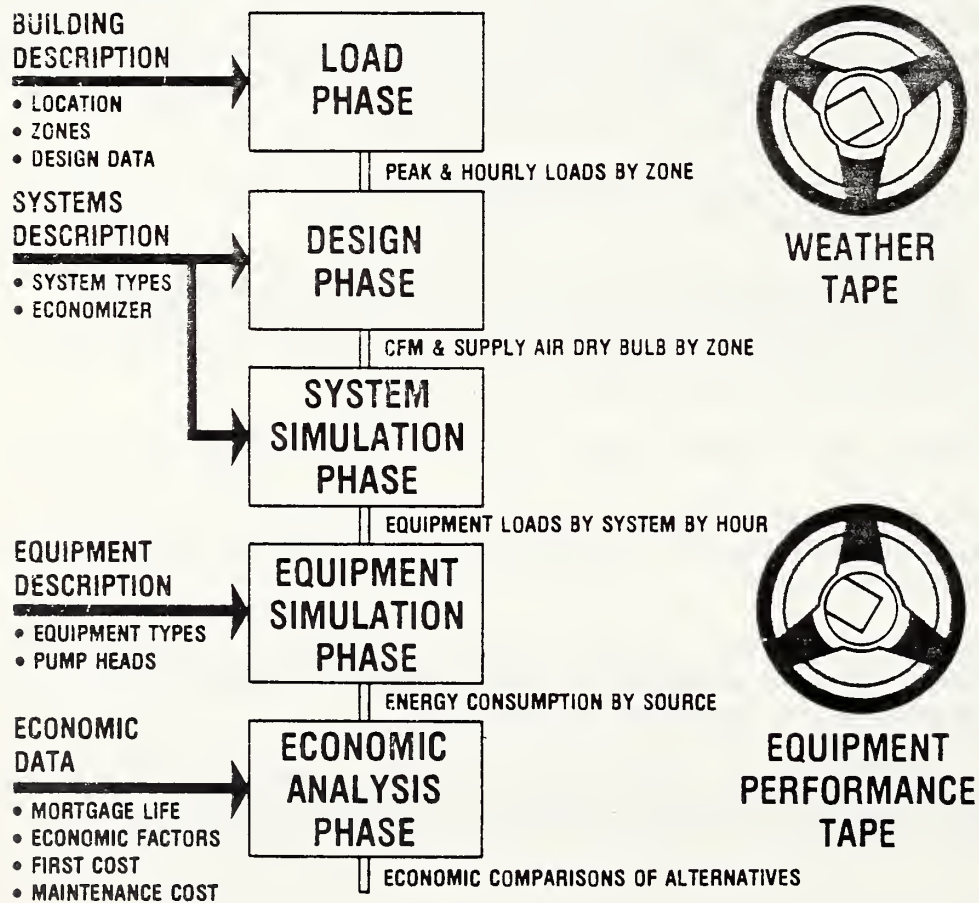 BUILDING
DESCRIPTION
• LOCATION
• ZONES
• DESIGN DATA
LOAD
PHASE
PEAK & HOURLY LOADS BY ZONE
SYSTEMS
DESCRIPTION
• SYSTEM TYPES
• ECONOMIZER
DESIGN
PHASE
CFM & SUPPLY AIR DRY BULB BY ZONE
SYSTEM
SIMULATION
PHASE
EQUIPMENT LOADS BY SYSTEM BY HOUR
EQUIPMENT
DESCRIPTION
• EQUIPMENT TYPES
• PUMP HEADS
EQUIPMENT
SIMULATION
PHASE
ENERGY CONSUMPTION BY SOURCE
ECONOMIC
DATA
• MORTGAGE LIFE
• ECONOMIC FACTORS
• FIRST COST
• MAINTENANCE COST
ECONOMIC
ANALYSIS
PHASE
ECONOMIC COMPARISONS OF ALTERNATIVES
WEATHER
TAPE
EQUIPMENT
PERFORMANCE
TAPE